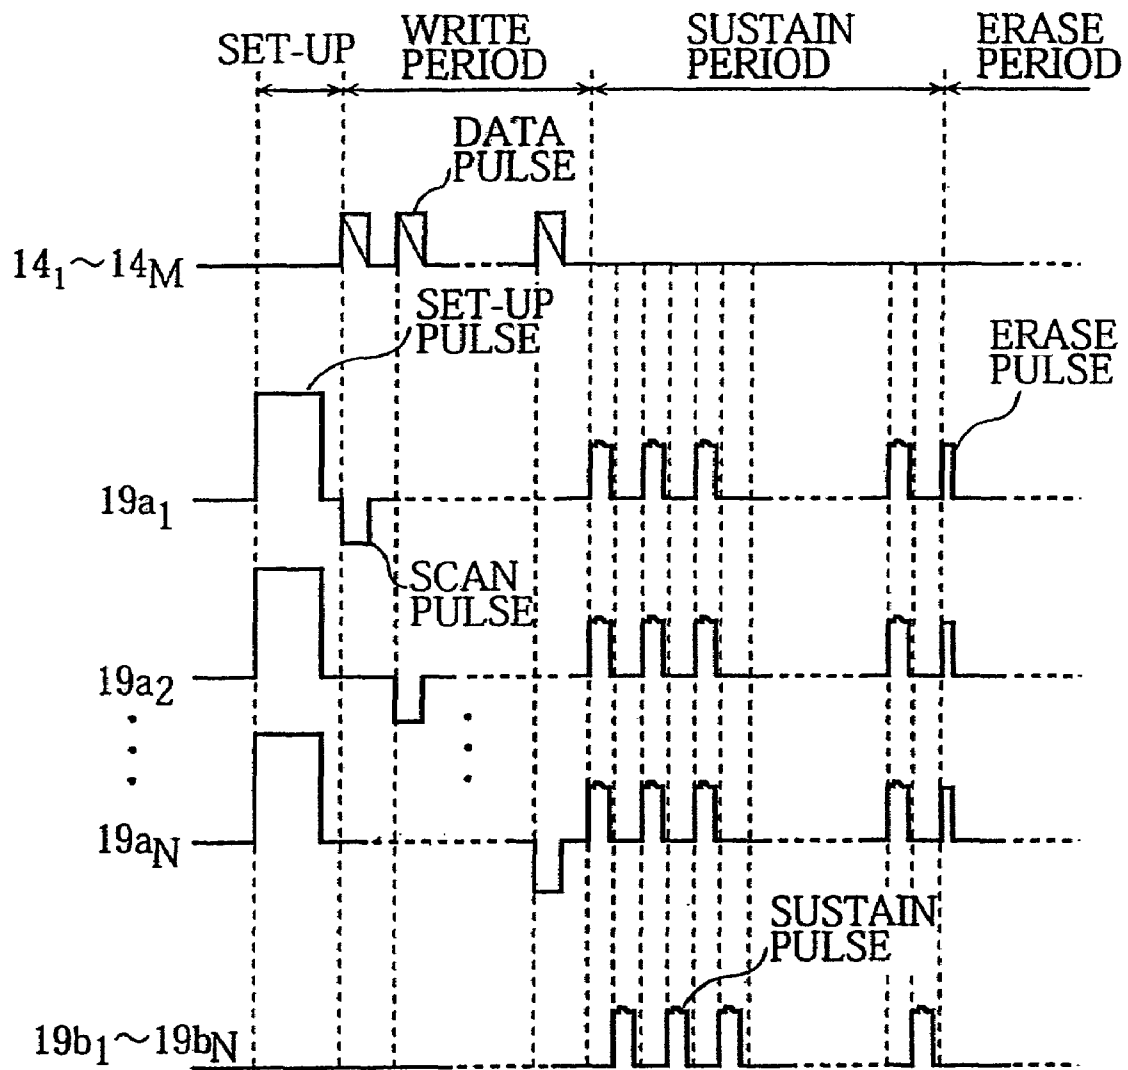 SET-UP
WRITE
PERIOD
SUSTAIN
PERIOD
ERASE
PERIOD
DATA
PULSE
14₁~14M
SET-UP
PULSE
ERASE
PULSE
19a₁
SCAN
PULSE
19a₂
19aN
SUSTAIN
PULSE
19b₁~19bN